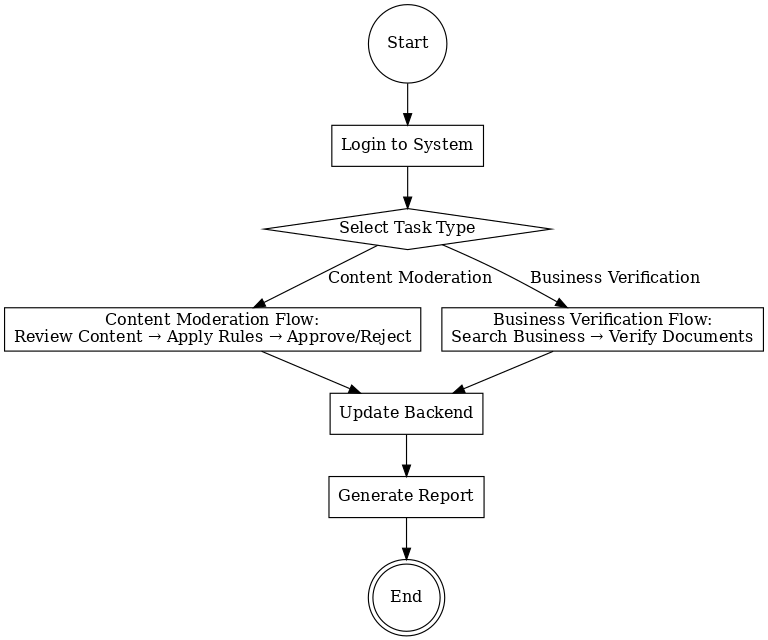 Start
Login to System
Select Task Type
Content Moderation
Business Verification
Content Moderation Flow:
Review Content → Apply Rules → Approve/Reject
Business Verification Flow:
Search Business → Verify Documents
Update Backend
Generate Report
End